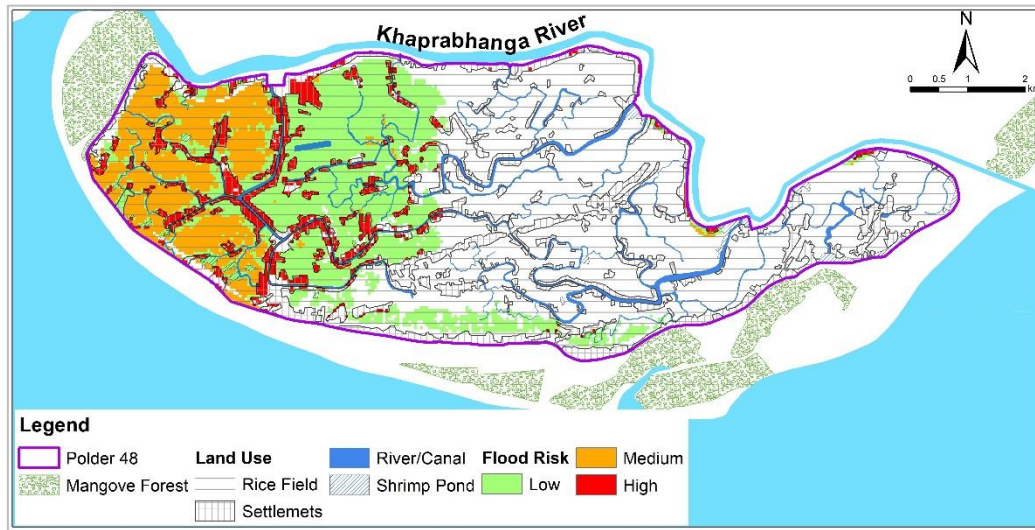 Khaprabhanga River
N
0 0.5 1 2
km
Legend
Polder 48
Mangove Forest
Land Use
Rice Field
Settlemets
River/Canal
Shrimp Pond
Flood Risk
Low
Medium
High